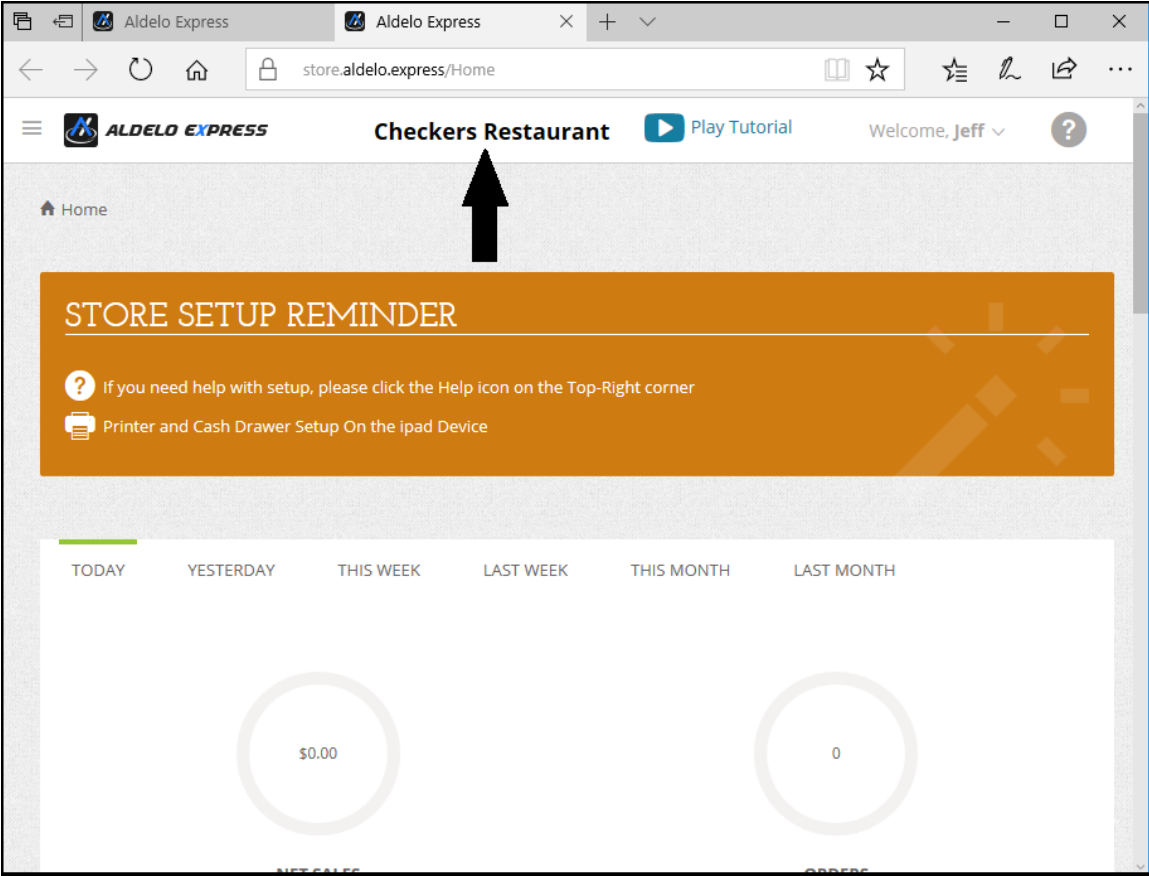 Aldelo Express Aldelo Express
store.aldelo.express/Home
ALDELO EXPRESS Checkers Restaurant Play Tutorial Welcome, Jeff ?
Home
STORE SETUP REMINDER
? If you need help with setup, please click the Help icon on the Top-Right corner
Printer and Cash Drawer Setup On the ipad Device
TODAY YESTERDAY THIS WEEK LAST WEEK THIS MONTH LAST MONTH
$0.00 0
NET SALES ORDERS